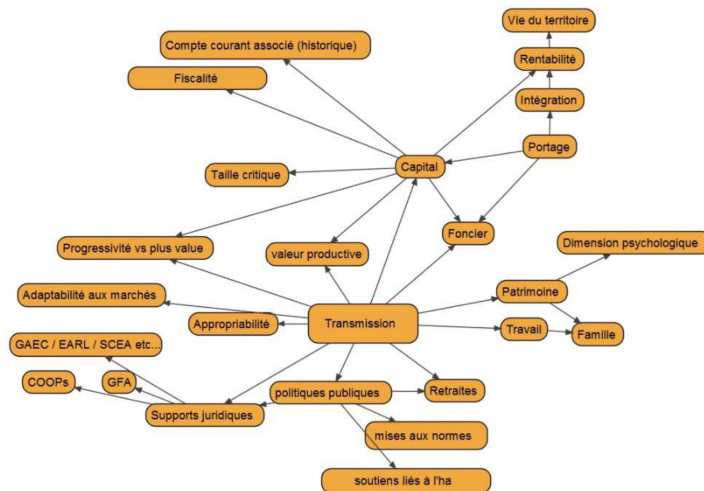 Vie du territoire
Compte courant associé (historique)
Rentabilité
Fiscalité
Intégration
Portage
Capital
Taille critique
Foncier
Progressivité vs plus value
valeur productive
Dimension psychologique
Patrimoine
Adaptabilité aux marchés
Appropriabilité
Transmission
Travail
Famille
GAEC / EARL / SCEA etc...
COOPs
GFA
politiques publiques
Retraites
Supports juridiques
mises aux normes
soutiens liés à l'ha